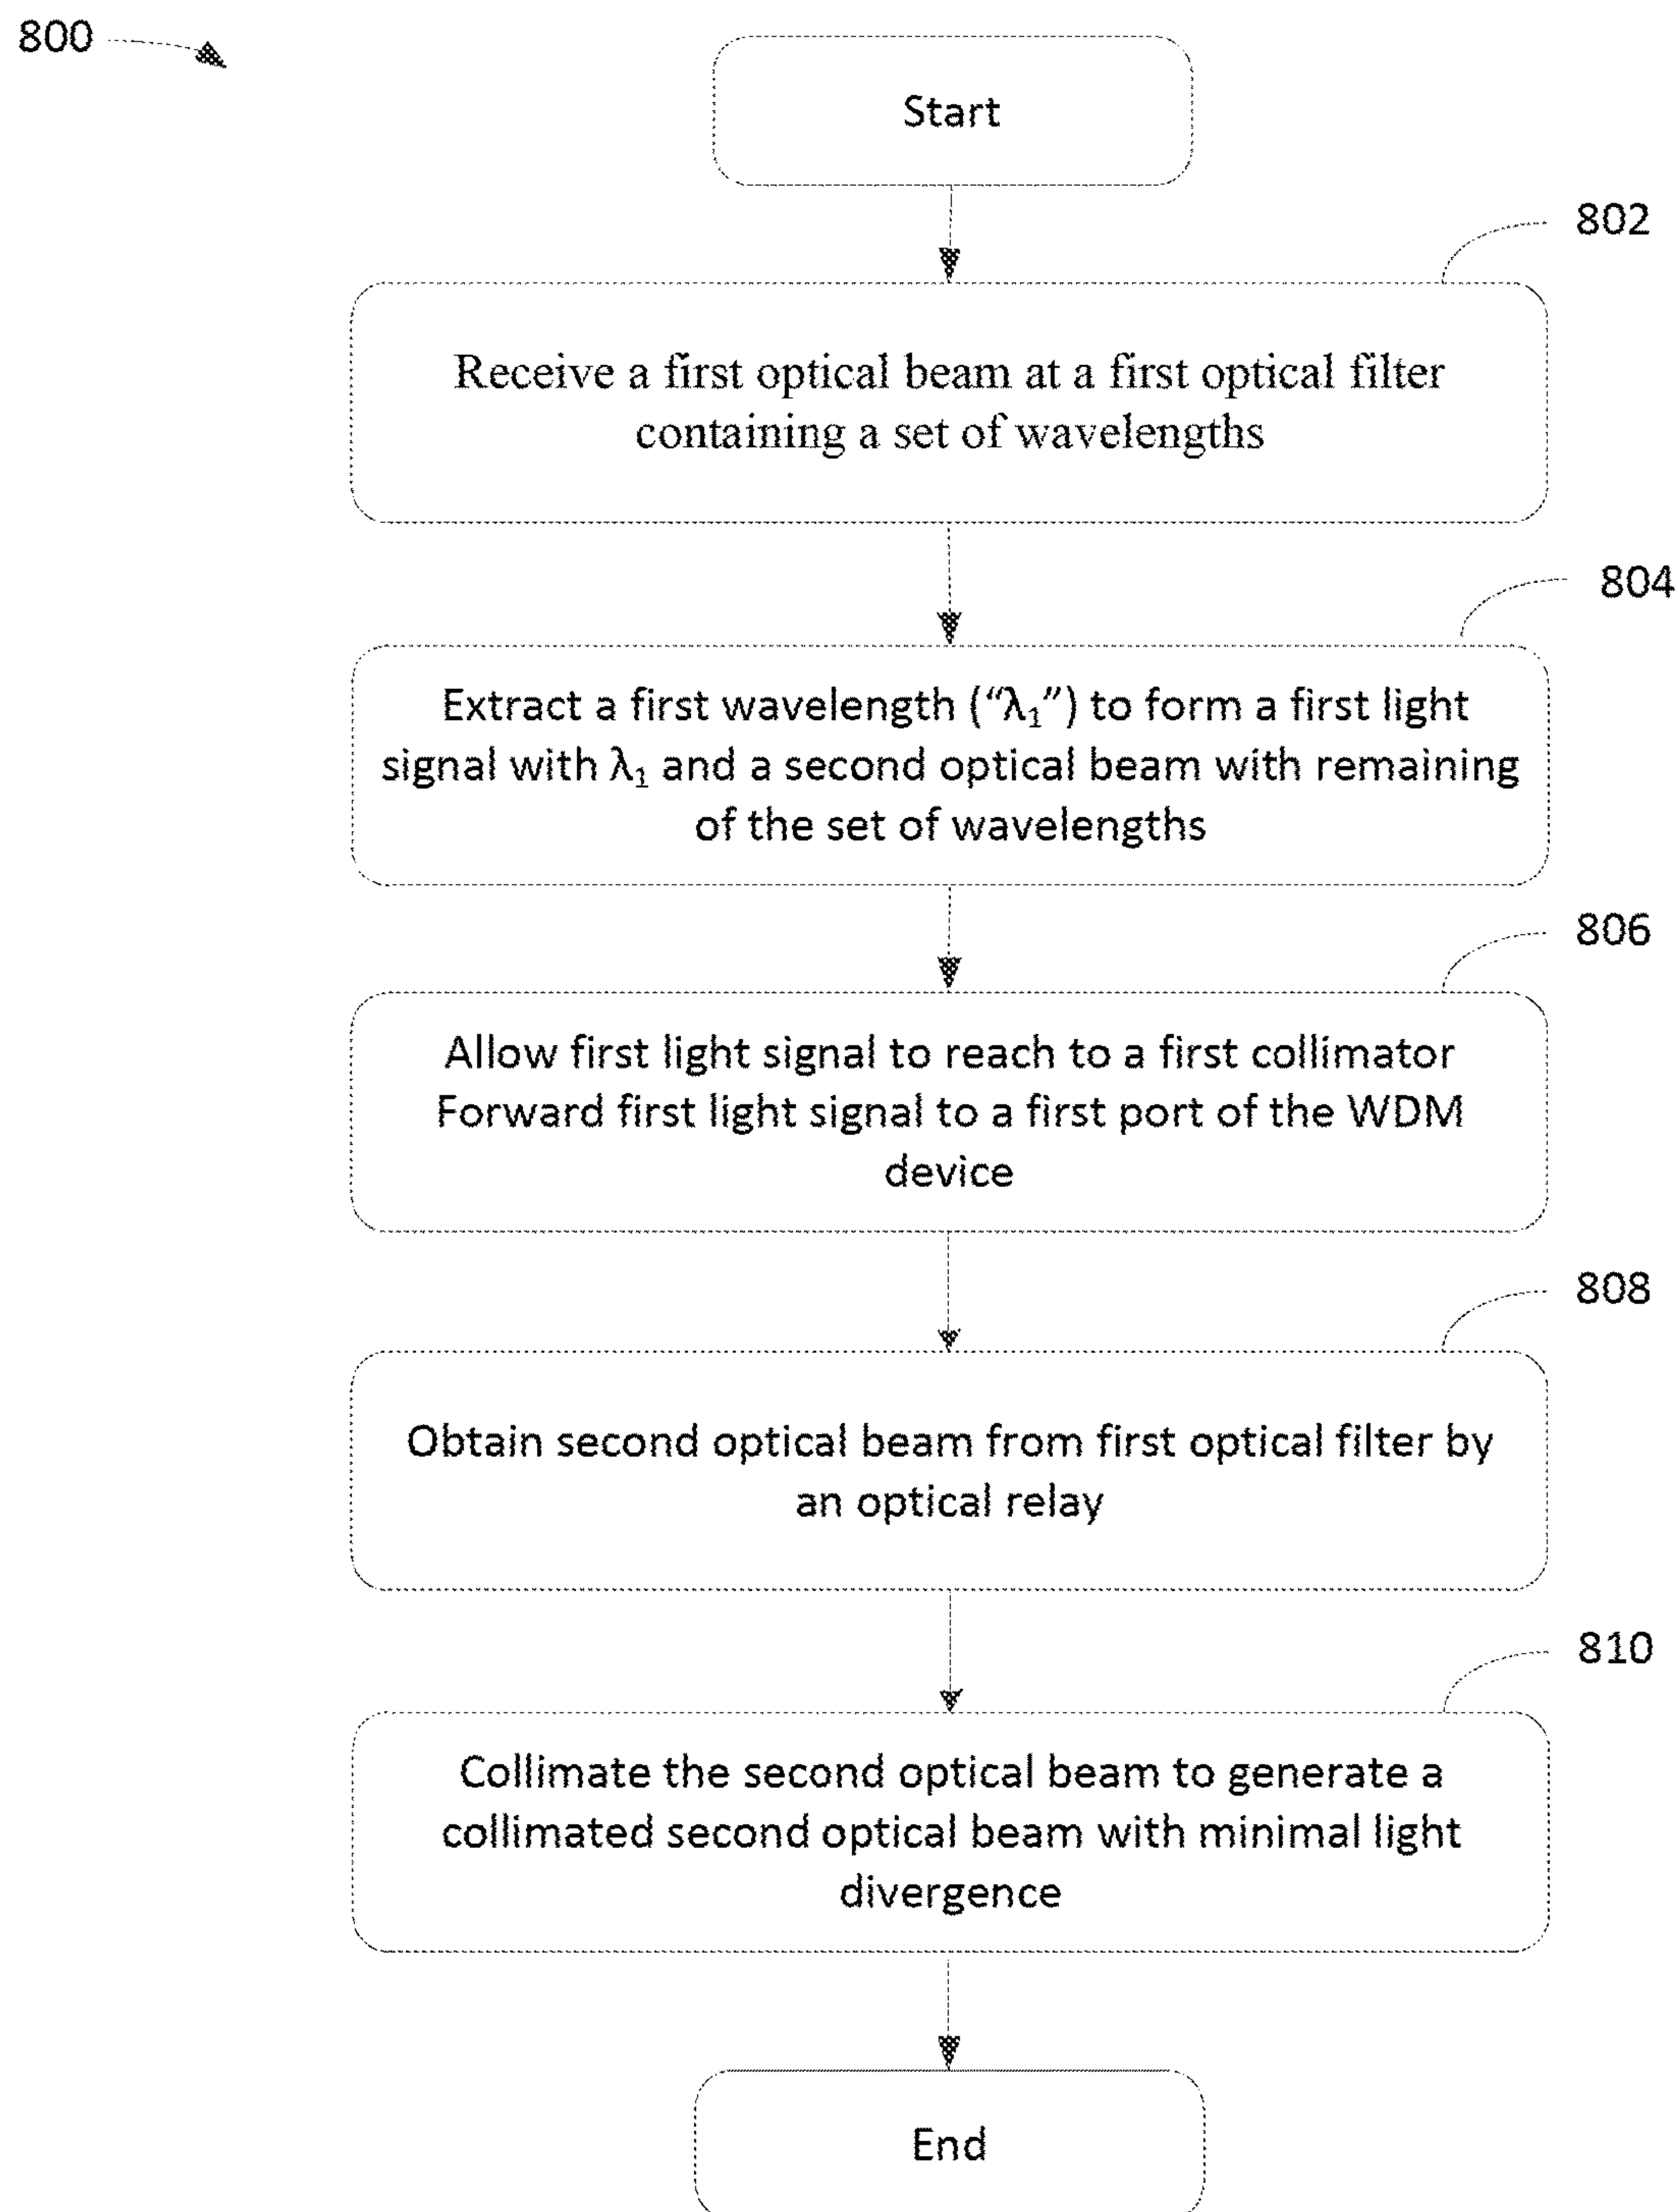 800
Start
802
Receive a first optical beam at a first optical filter
containing a set of wavelengths
804
Extract a first wavelength (“λ₁”) to form a first light
signal with λ₁ and a second optical beam with remaining
of the set of wavelengths
806
Allow first light signal to reach to a first collimator
Forward first light signal to a first port of the WDM
device
808
Obtain second optical beam from first optical filter by
an optical relay
810
Collimate the second optical beam to generate a
collimated second optical beam with minimal light
divergence
End